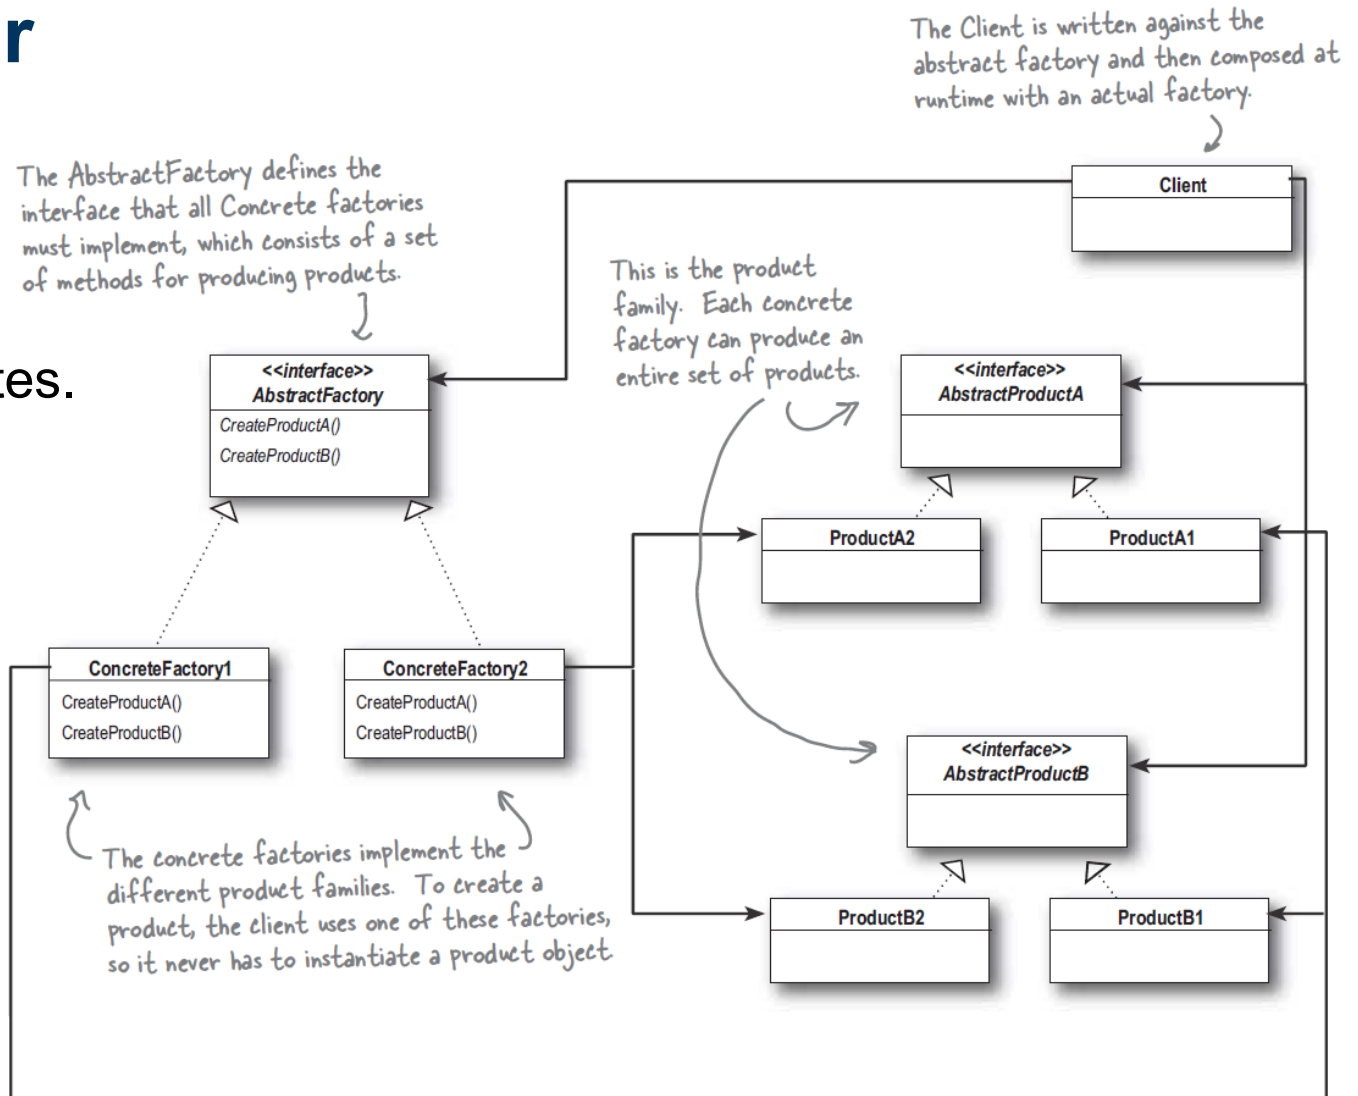 r
The Client is written against the
abstract factory and then composed at
runtime with an actual factory.
The AbstractFactory defines the
interface that all Concrete factories
must implement, which consists of a set
of methods for producing products.
Client
This is the product
family. Each concrete
factory can produce an
entire set of products.
tes.
<<interface>>
AbstractFactory
CreateProductA()
CreateProductB()
<<interface>>
AbstractProductA
ProductA2
ProductA1
ConcreteFactory1
CreateProductA()
CreateProductB()
ConcreteFactory2
CreateProductA()
CreateProductB()
<<interface>>
AbstractProductB
The concrete factories implement the
different product families. To create a
product, the client uses one of these factories,
so it never has to instantiate a product object.
ProductB2
ProductB1